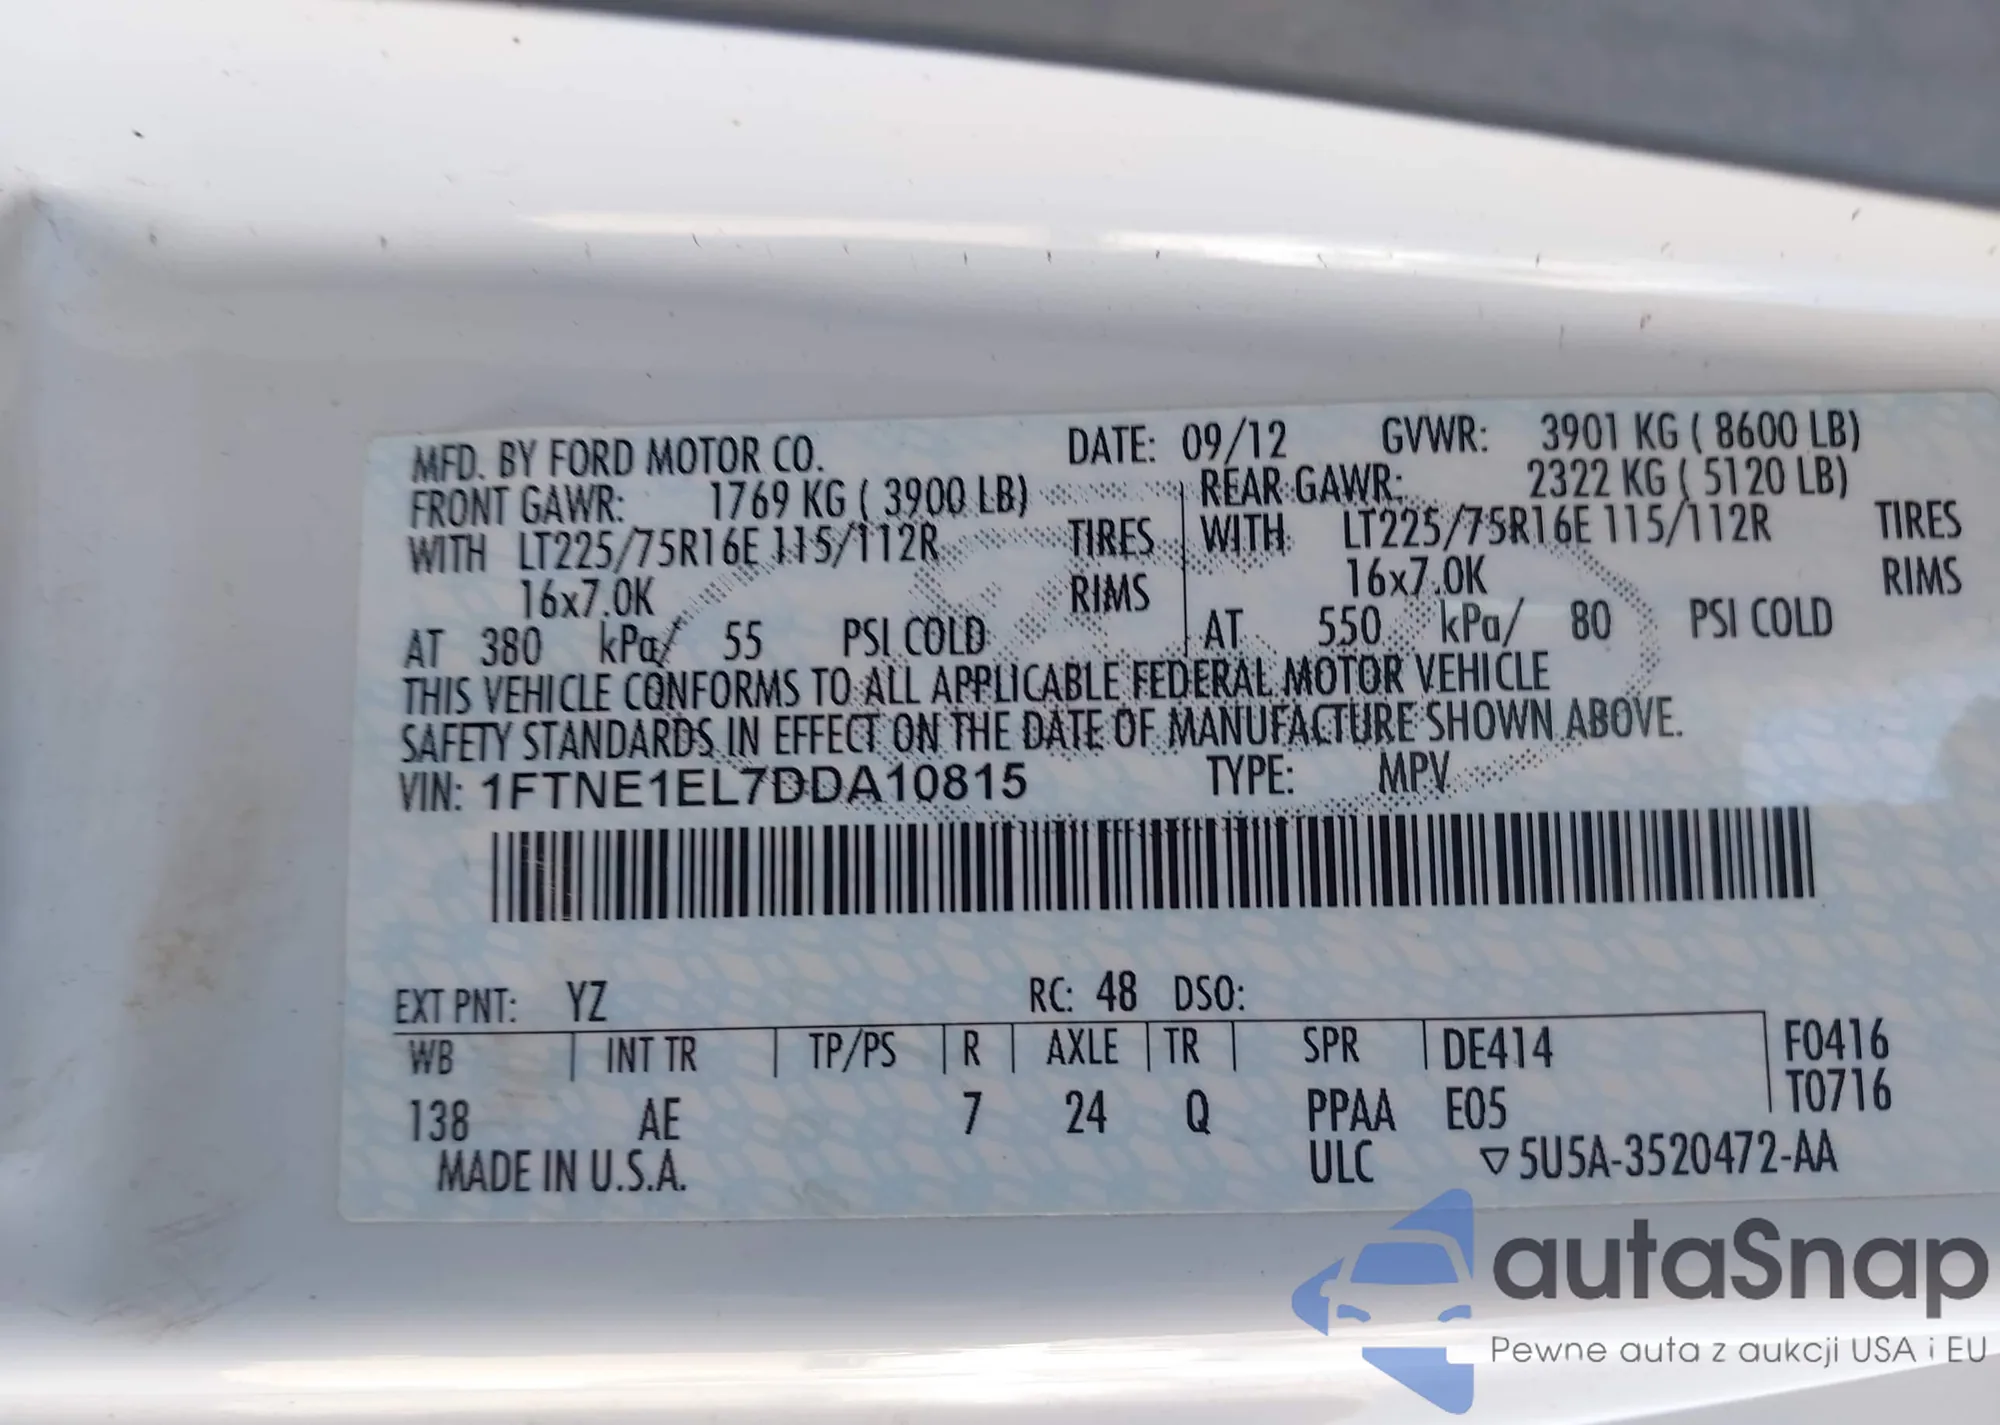 MFD. BY FORD MOTOR CO. DATE: 09/12 GVWR: 3901 KG ( 8600 LB)
FRONT GAWR: 1769 KG ( 3900 LB) REAR GAWR: 2322 KG ( 5120 LB)
WITH LT225/75R16E 115/112R TIRES WITH LT225/75R16E 115/112R TIRES
16x7.0K RIMS 16x7.0K RIMS
AT 380 kPa/ 55 PSI COLD AT 550 kPa/ 80 PSI COLD
THIS VEHICLE CONFORMS TO ALL APPLICABLE FEDERAL MOTOR VEHICLE
SAFETY STANDARDS IN EFFECT ON THE DATE OF MANUFACTURE SHOWN ABOVE.
VIN: 1FTNE1EL7DDA10815 TYPE: MPV
EXT PNT: YZ RC: 48 DSO:
WB INT TR TP/PS R AXLE TR SPR DE414 F0416
T0716
138 AE 7 24 Q PPAA E05
MADE IN U.S.A. ULC ▽5U5A-3520472-AA
autaSnap
Pewne auta z aukcji USA i EU